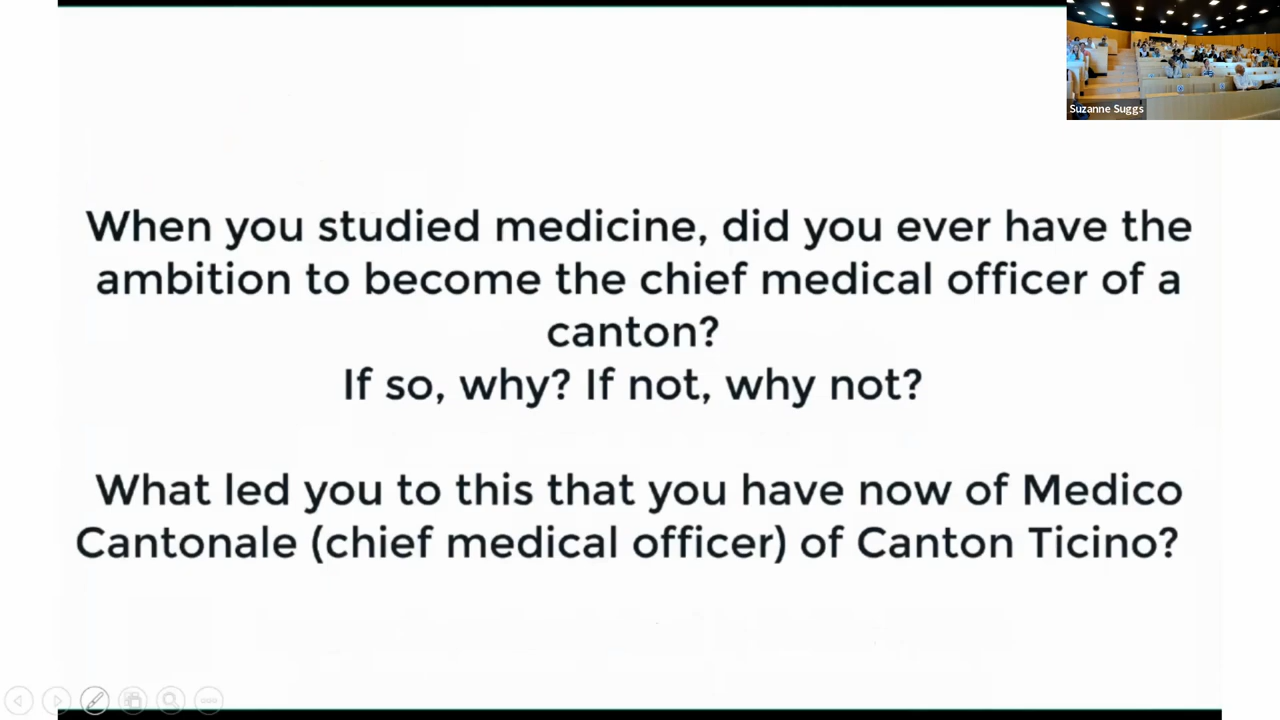 Suzanne Suggs
When you studied medicine, did you ever have the
ambition to become the chief medical officer of a
canton?
If so, why? If not, why not?
What led you to this that you have now of Medico
Cantonale (chief medical officer) of Canton Ticino?